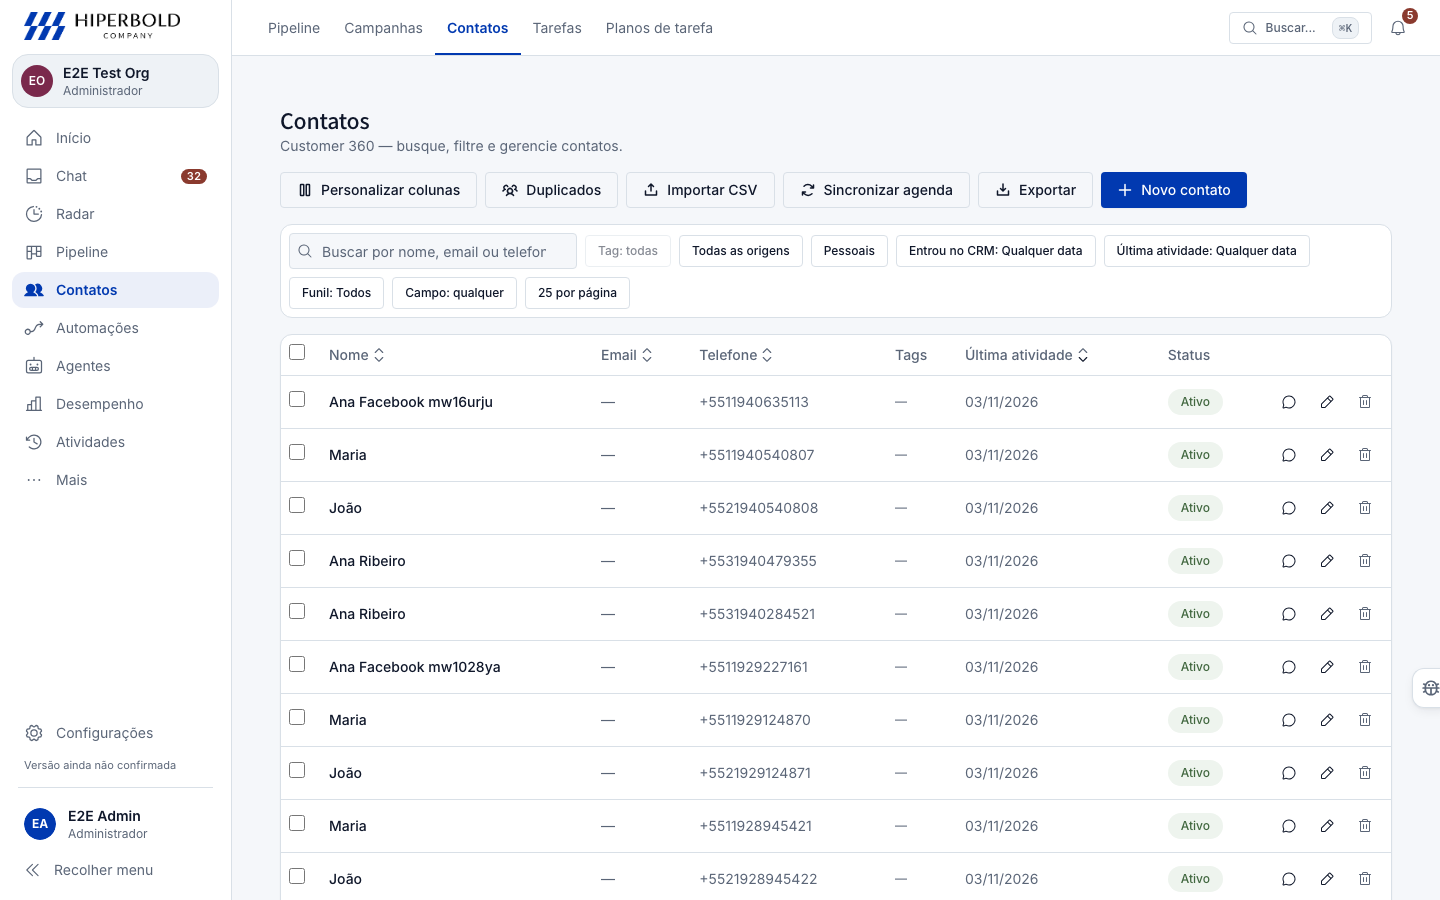 HIPERBOLD
COMPANY
EO
E2E Test Org
Administrador
Início
Chat 32
Radar
Pipeline
Contatos
Automações
Agentes
Desempenho
Atividades
Mais
Configurações
Versão ainda não confirmada
EA
E2E Admin
Administrador
Recolher menu
Pipeline Campanhas Contatos Tarefas Planos de tarefa Buscar... ⌘K 5
Contatos
Customer 360 — busque, filtre e gerencie contatos.
Personalizar colunas Duplicados Importar CSV Sincronizar agenda Exportar Novo contato
Buscar por nome, email ou telefor Tag: todas Todas as origens Pessoais Entrou no CRM: Qualquer data Última atividade: Qualquer data
Funil: Todos Campo: qualquer 25 por página
Nome Email Telefone Tags Última atividade Status
Ana Facebook mw16urju — +5511940635113 — 03/11/2026 Ativo
Maria — +5511940540807 — 03/11/2026 Ativo
João — +5521940540808 — 03/11/2026 Ativo
Ana Ribeiro — +5531940479355 — 03/11/2026 Ativo
Ana Ribeiro — +5531940284521 — 03/11/2026 Ativo
Ana Facebook mw1028ya — +5511929227161 — 03/11/2026 Ativo
Maria — +5511929124870 — 03/11/2026 Ativo
João — +5521929124871 — 03/11/2026 Ativo
Maria — +5511928945421 — 03/11/2026 Ativo
João — +5521928945422 — 03/11/2026 Ativo